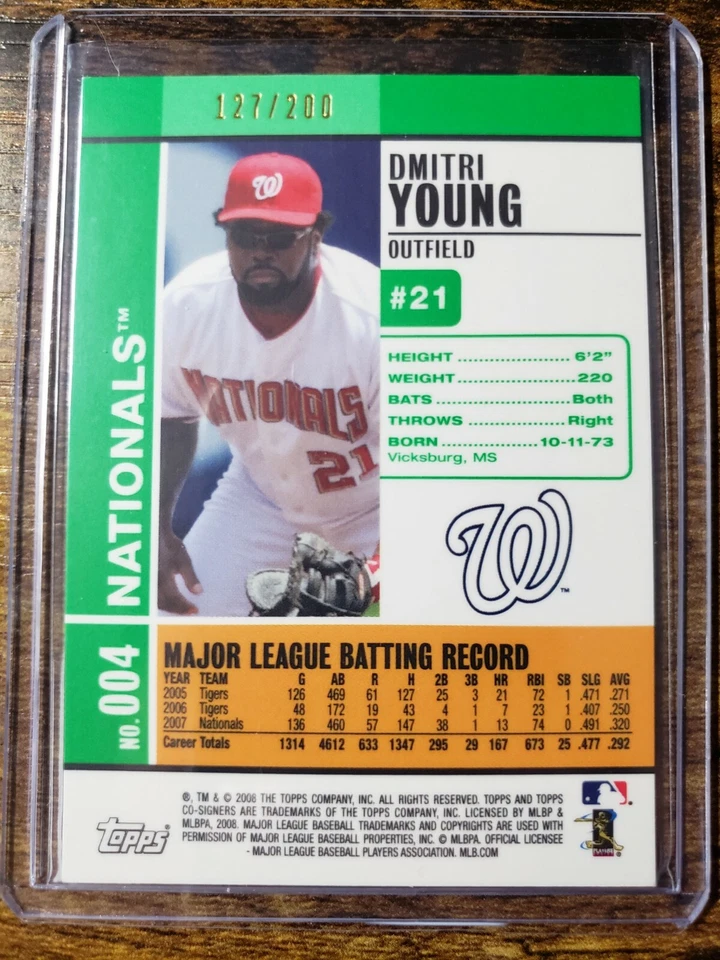 127/200
DMITRI
YOUNG
OUTFIELD
#21
HEIGHT .................... 6'2"
WEIGHT .................... 220
BATS .................... Both
THROWS .................... Right
BORN .................... 10-11-73
Vicksburg, MS
NATIONALS™
W
NATIONALS
21
W™
NO. 004
MAJOR LEAGUE BATTING RECORD
YEAR TEAM G AB R H 2B 3B HR RBI SB SLG AVG
2005 Tigers 126 469 61 127 25 3 21 72 1 .471 .271
2006 Tigers 48 172 19 43 4 1 7 23 1 .407 .250
2007 Nationals 136 460 57 147 38 1 13 74 0 .491 .320
Career Totals 1314 4612 633 1347 295 29 167 673 25 .477 .292
topps®
®, TM & © 2008 THE TOPPS COMPANY, INC. ALL RIGHTS RESERVED. TOPPS AND TOPPS
CO-SIGNERS ARE TRADEMARKS OF THE TOPPS COMPANY, INC. LICENSED BY MLBP &
MLBPA, 2008. MAJOR LEAGUE BASEBALL TRADEMARKS AND COPYRIGHTS ARE USED WITH
PERMISSION OF MAJOR LEAGUE BASEBALL PROPERTIES, INC. © MLBPA. OFFICIAL LICENSEE
- MAJOR LEAGUE BASEBALL PLAYERS ASSOCIATION. MLB.COM